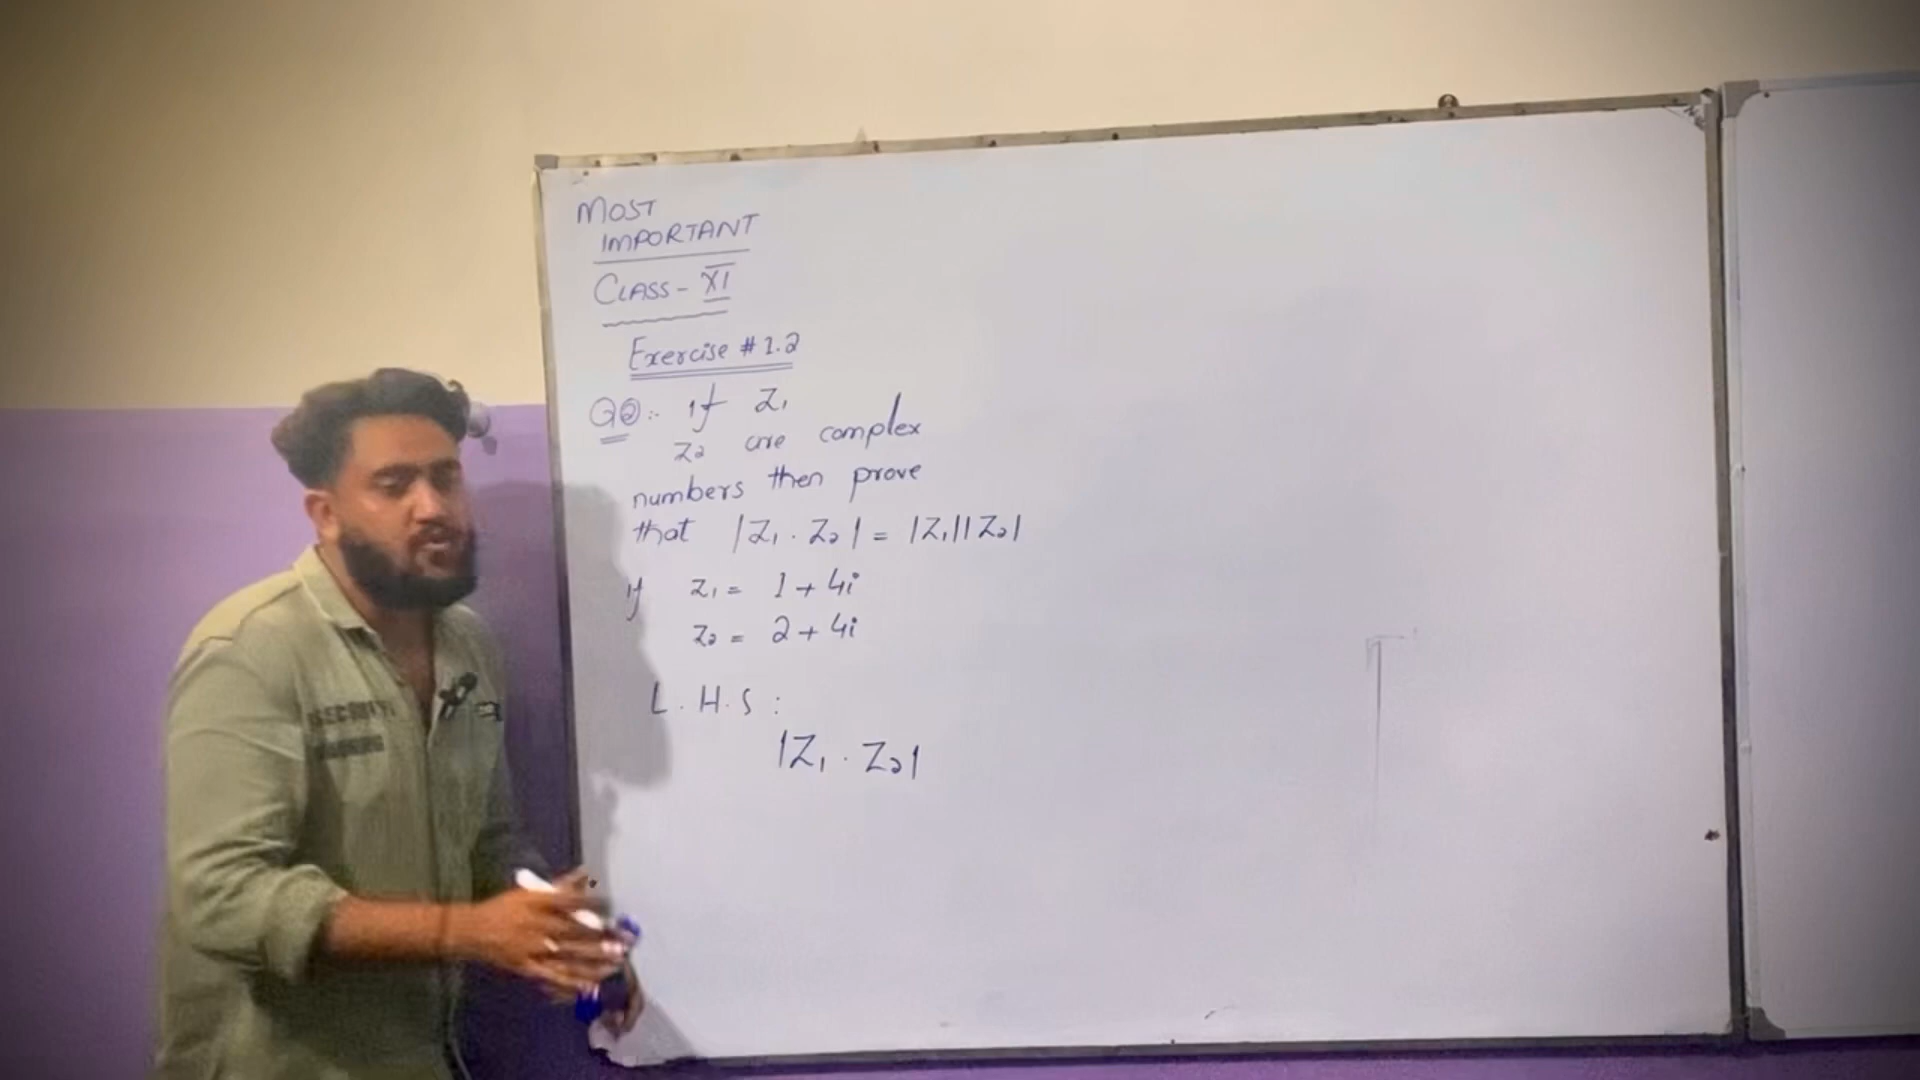 MOST
IMPORTANT
CLASS - XI
Exercise # 1.2
Q2:- If Z₁
Z₂ are complex
numbers then prove
that |Z₁ . Z₂| = |Z₁||Z₂|
if Z₁ = 1 + 4i
Z₂ = 2 + 4i
L.H.S :
|Z₁ . Z₂|